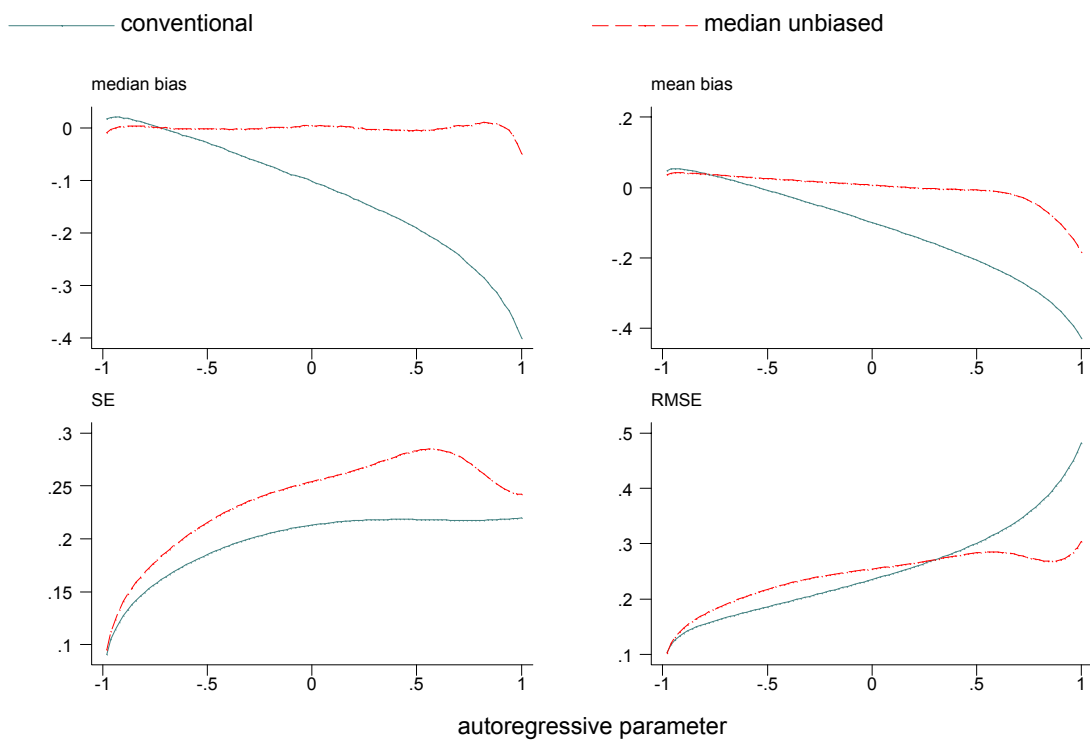 conventional median unbiased
median bias mean bias
0
-.1
-.2
-.3
-.4
-1 -.5 0 .5 1
.2
0
-.2
-.4
-1 -.5 0 .5 1
SE RMSE
.3
.25
.2
.15
.1
-1 -.5 0 .5 1
.5
.4
.3
.2
.1
-1 -.5 0 .5 1
autoregressive parameter